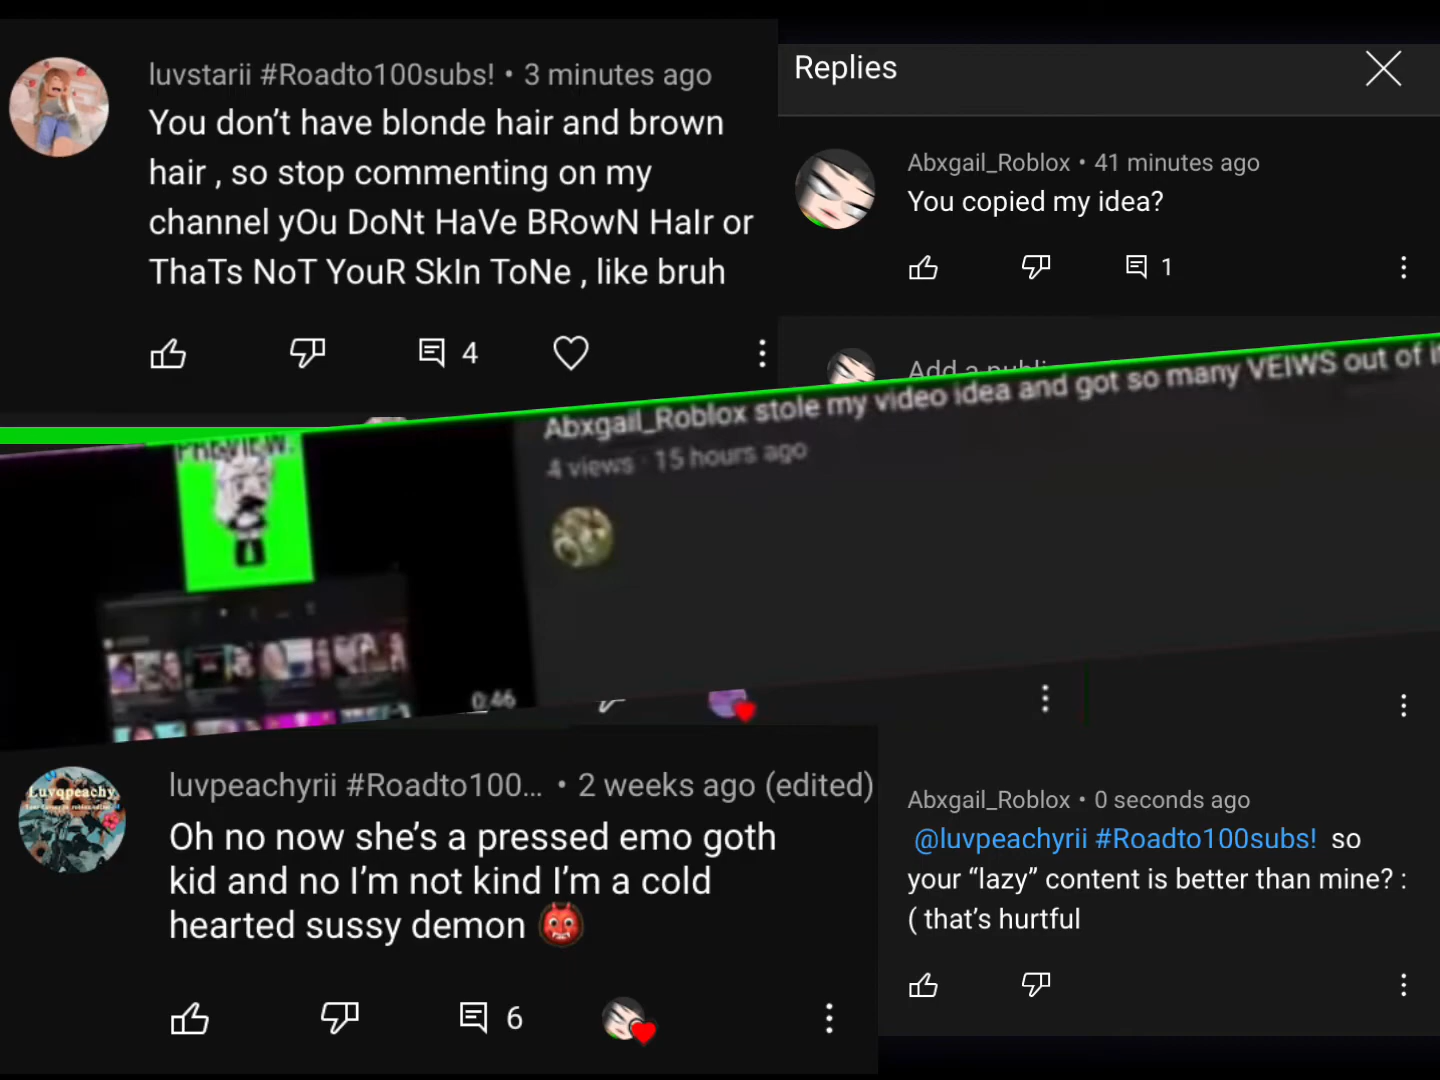 luvstarii #Roadto100subs! • 3 minutes ago
You don't have blonde hair and brown
hair , so stop commenting on my
channel yOu DoNt HaVe BRowN HaIr or
ThaTs NoT YouR SkIn ToNe , like bruh
4
Replies
Abxgail_Roblox • 41 minutes ago
You copied my idea?
1
Add a
Abxgail_Roblox stole my video idea and got so many VEIWS out of
4 views · 15 hours ago
PREVIEW.
0:46
Luvqpeachy
luvpeachyrii #Roadto100... • 2 weeks ago (edited)
Oh no now she's a pressed emo goth
kid and no I'm not kind I'm a cold
hearted sussy demon 👹
6
Abxgail_Roblox • 0 seconds ago
@luvpeachyrii #Roadto100subs! so
your “lazy” content is better than mine? :
( that's hurtful